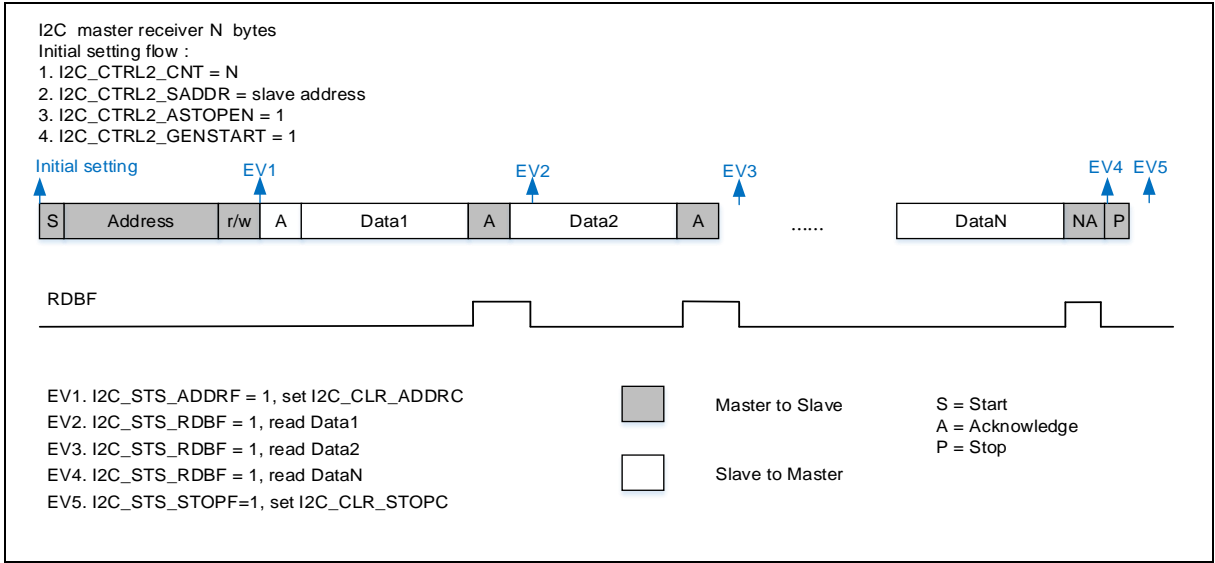 I2C master receiver N bytes
Initial setting flow :
1. I2C_CTRL2_CNT = N
2. I2C_CTRL2_SADDR = slave address
3. I2C_CTRL2_ASTOPEN = 1
4. I2C_CTRL2_GENSTART = 1
Initial setting EV1 EV2 EV3 EV4 EV5
S Address r/w A Data1 A Data2 A ...... DataN NA P
RDBF
EV1. I2C_STS_ADDRF = 1, set I2C_CLR_ADDRC
EV2. I2C_STS_RDBF = 1, read Data1
EV3. I2C_STS_RDBF = 1, read Data2
EV4. I2C_STS_RDBF = 1, read DataN
EV5. I2C_STS_STOPF=1, set I2C_CLR_STOPC
Master to Slave
Slave to Master
S = Start
A = Acknowledge
P = Stop